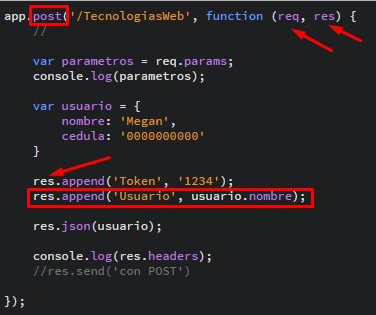 app.post('/TecnologiasWeb', function (req, res) {
//
var parametros = req.params;
console.log(parametros);
var usuario = {
nombre: 'Megan',
cedula: '0000000000'
}
res.append('Token', '1234');
res.append('Usuario', usuario.nombre);
res.json(usuario);
console.log(res.headers);
//res.send('con POST')
});